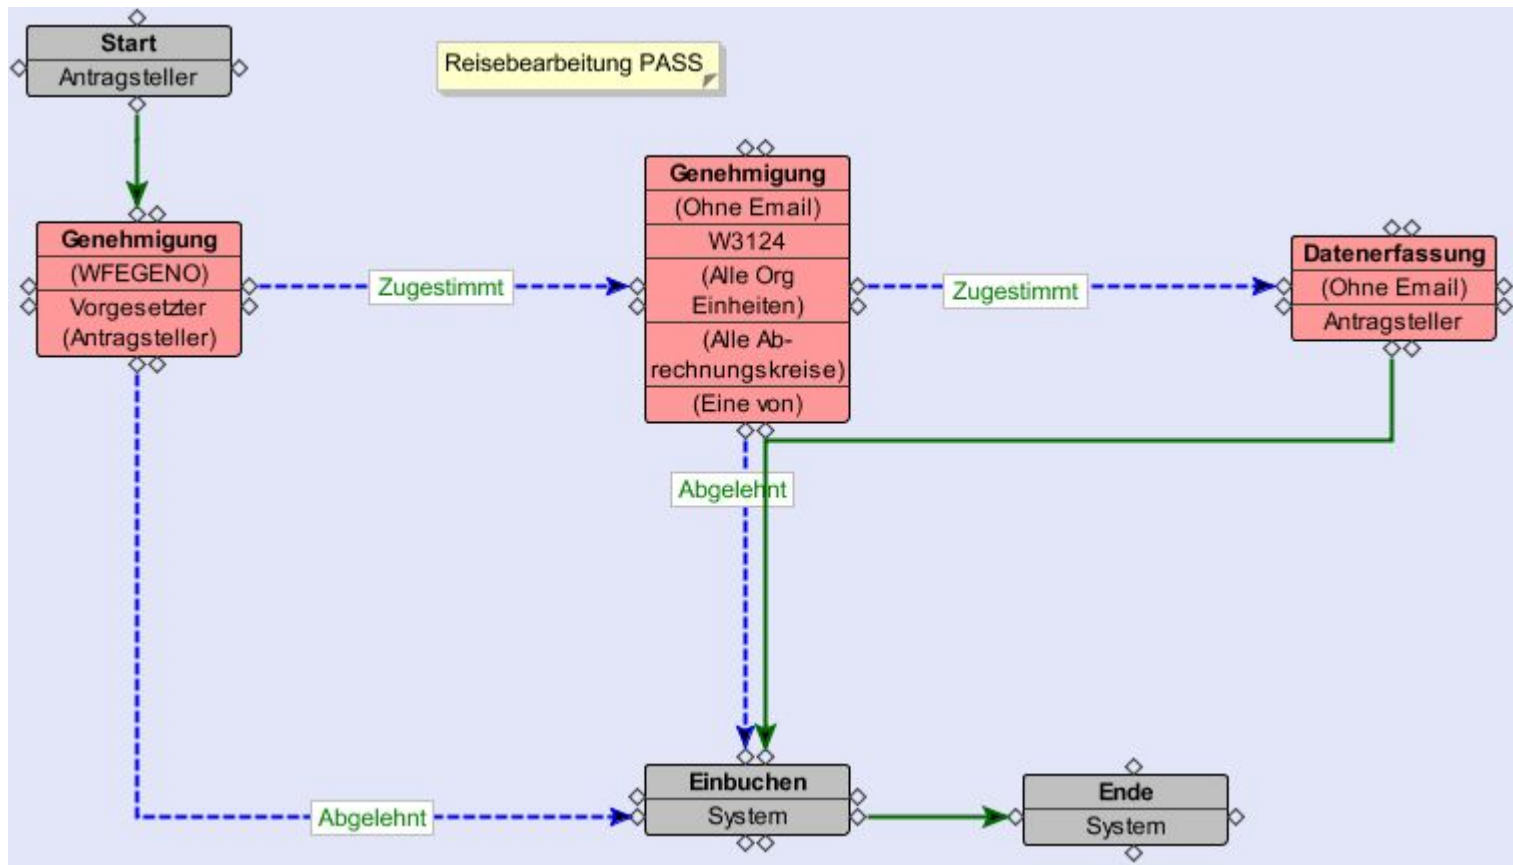 Start
Antragsteller
Reisebearbeitung PASS
Genehmigung
(WFEGENO)
Vorgesetzter
(Antragsteller)
Zugestimmt
Genehmigung
(Ohne Email)
W3124
(Alle Org
Einheiten)
(Alle Ab-
rechnungskreise)
(Eine von)
Zugestimmt
Datenerfassung
(Ohne Email)
Antragsteller
Abgelehnt
Abgelehnt
Einbuchen
System
Ende
System